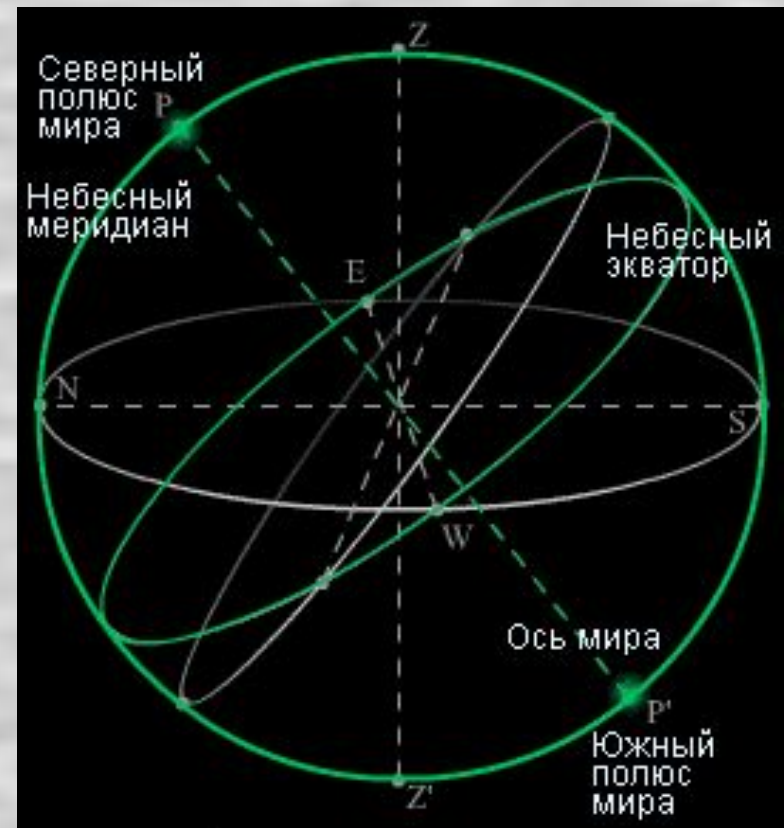 Z
Северный
полюс
мира
P
Небесный
меридиан
Небесный
экватор
E
N
S
W
Ось мира
P'
Южный
полюс
мира
Z'